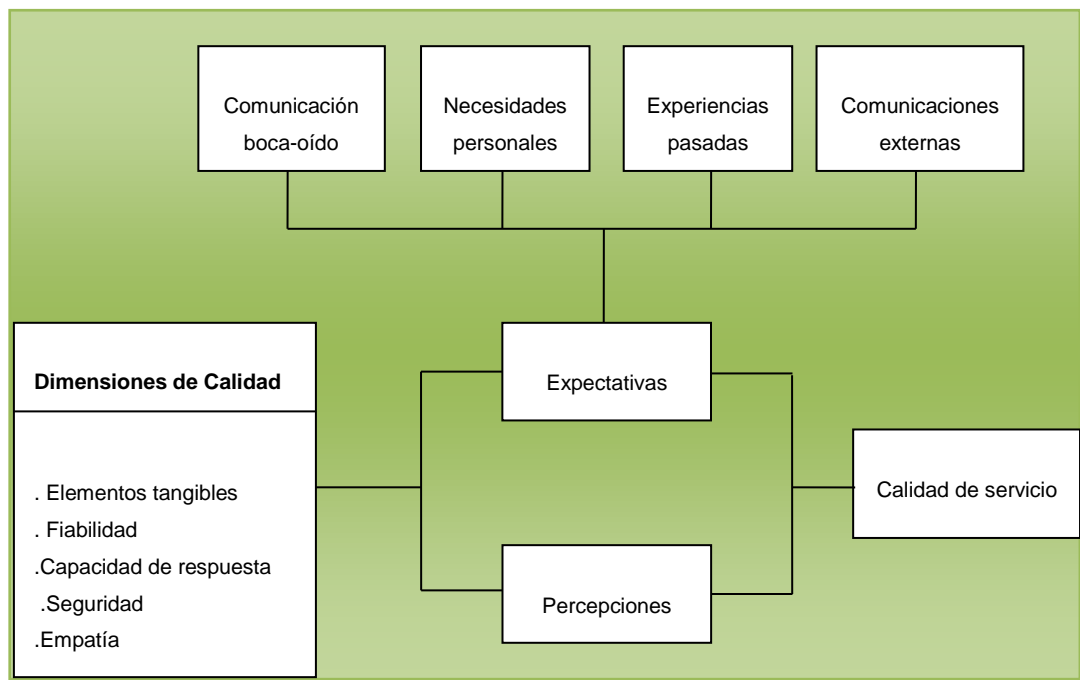 Comunicación
boca-oído
Necesidades
personales
Experiencias
pasadas
Comunicaciones
externas
Dimensiones de Calidad
. Elementos tangibles
. Fiabilidad
.Capacidad de respuesta
.Seguridad
.Empatía
Expectativas
Percepciones
Calidad de servicio